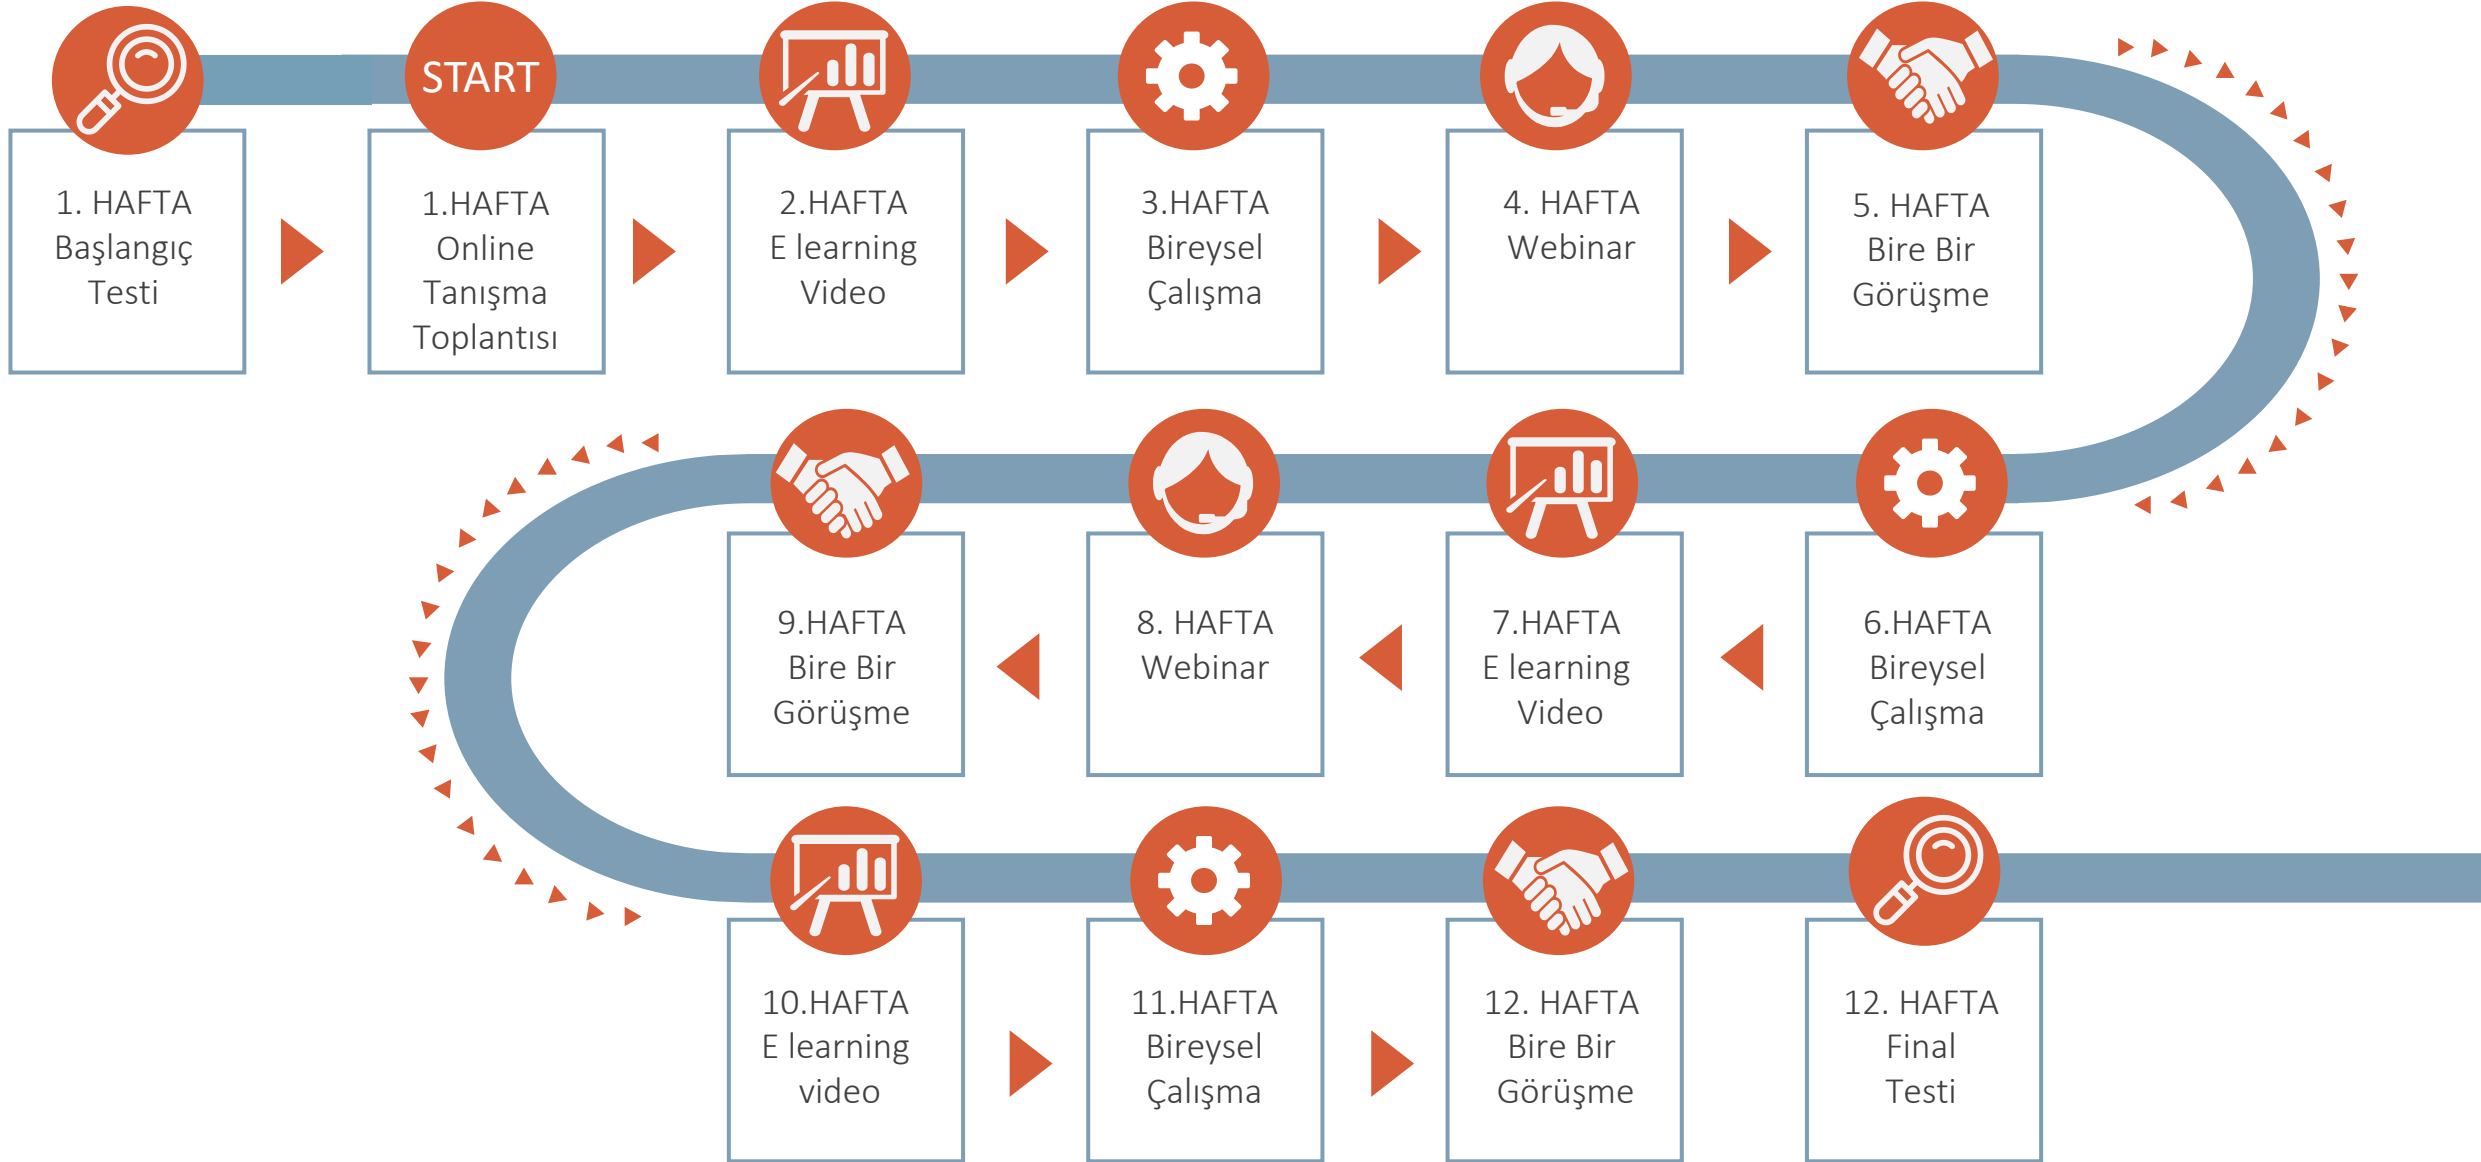 START
1. HAFTA
Başlangıç
Testi
1.HAFTA
Online
Tanışma
Toplantısı
2.HAFTA
E learning
Video
3.HAFTA
Bireysel
Çalışma
4. HAFTA
Webinar
5. HAFTA
Bire Bir
Görüşme
6.HAFTA
Bireysel
Çalışma
7.HAFTA
E learning
Video
8. HAFTA
Webinar
9.HAFTA
Bire Bir
Görüşme
10.HAFTA
E learning
video
11.HAFTA
Bireysel
Çalışma
12. HAFTA
Bire Bir
Görüşme
12. HAFTA
Final
Testi